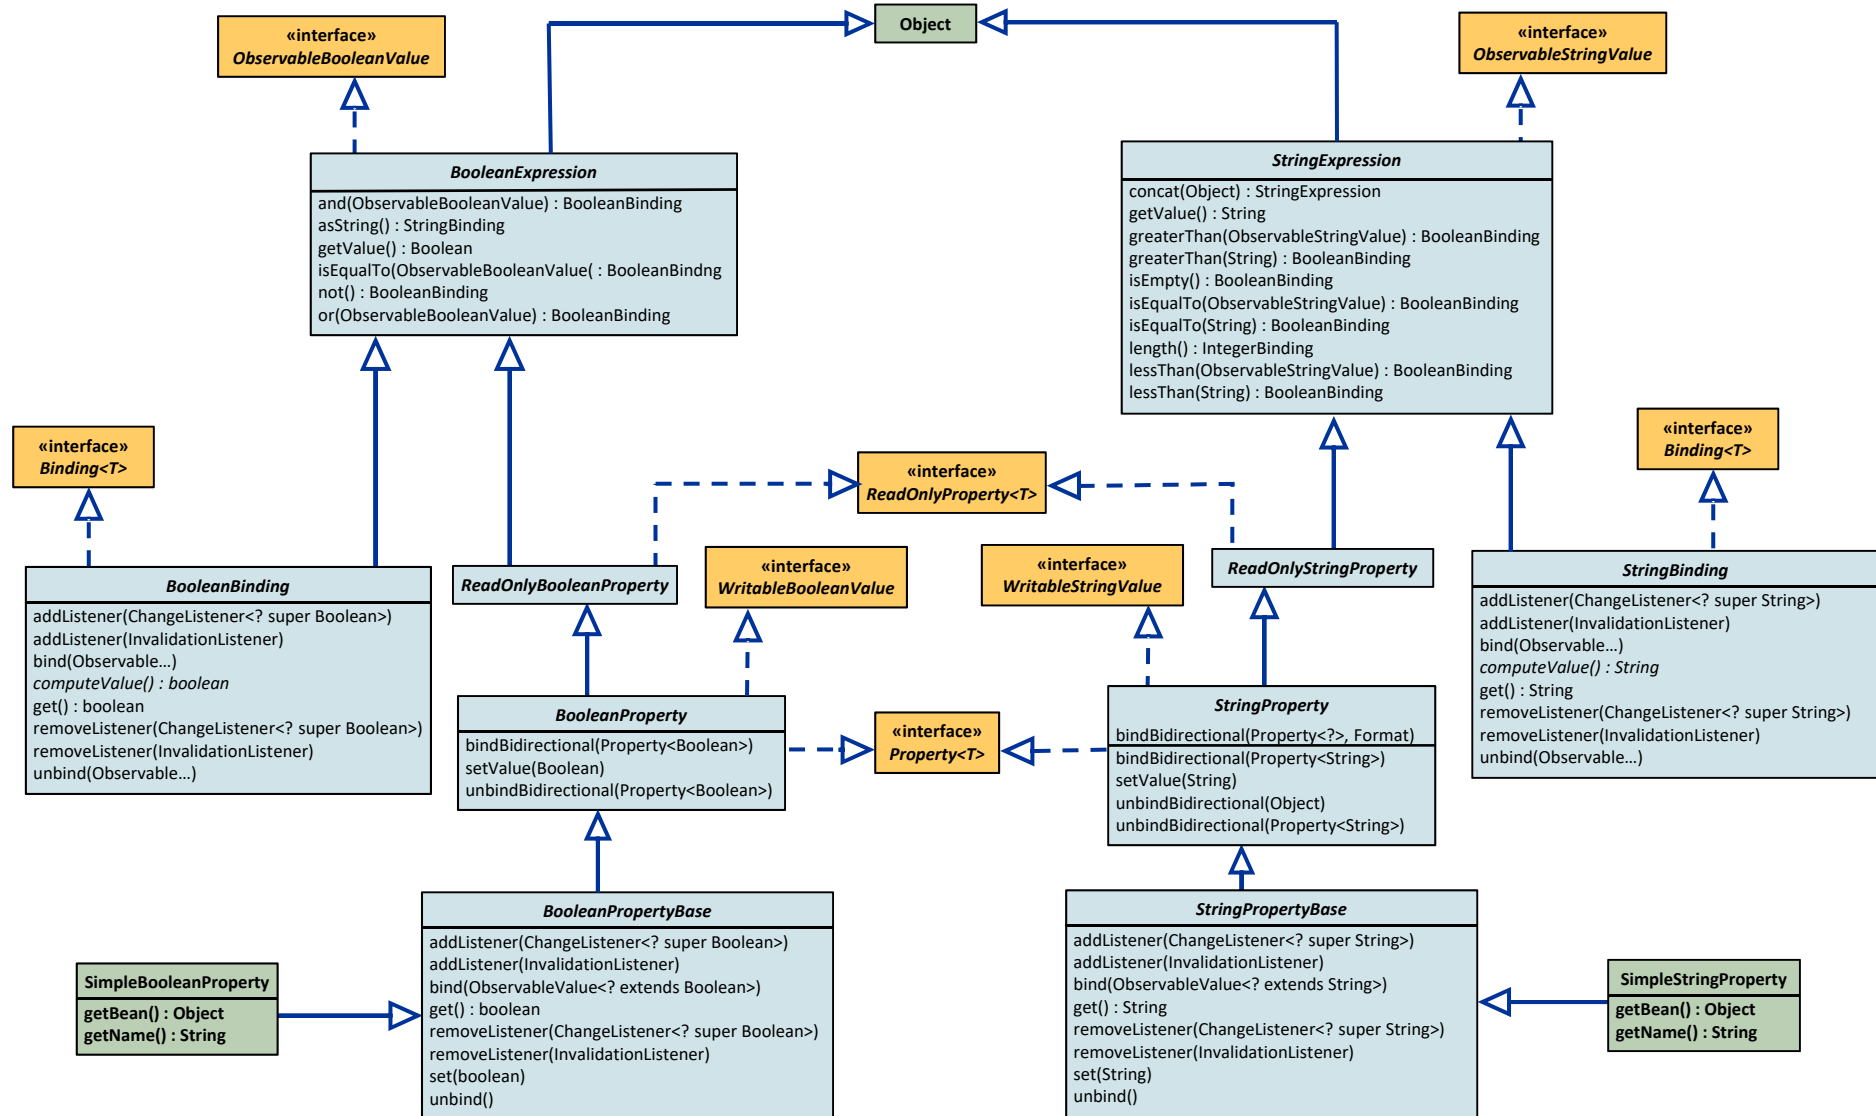 Object
«interface»
ObservableBooleanValue
«interface»
ObservableStringValue
BooleanExpression
and(ObservableBooleanValue) : BooleanBinding
asString() : StringBinding
getValue() : Boolean
isEqualTo(ObservableBooleanValue( : BooleanBindng
not() : BooleanBinding
or(ObservableBooleanValue) : BooleanBinding
StringExpression
concat(Object) : StringExpression
getValue() : String
greaterThan(ObservableStringValue) : BooleanBinding
greaterThan(String) : BooleanBinding
isEmpty() : BooleanBinding
isEqualTo(ObservableStringValue) : BooleanBinding
isEqualTo(String) : BooleanBinding
length() : IntegerBinding
lessThan(ObservableStringValue) : BooleanBinding
lessThan(String) : BooleanBinding
«interface»
Binding<T>
«interface»
ReadOnlyProperty<T>
«interface»
Binding<T>
BooleanBinding
addListener(ChangeListener<? super Boolean>)
addListener(InvalidationListener)
bind(Observable...)
computeValue() : boolean
get() : boolean
removeListener(ChangeListener<? super Boolean>)
removeListener(InvalidationListener)
unbind(Observable...)
ReadOnlyBooleanProperty
«interface»
WritableBooleanValue
«interface»
WritableStringValue
ReadOnlyStringProperty
StringBinding
addListener(ChangeListener<? super String>)
addListener(InvalidationListener)
bind(Observable...)
computeValue() : String
get() : String
removeListener(ChangeListener<? super String>)
removeListener(InvalidationListener)
unbind(Observable...)
BooleanProperty
bindBidirectional(Property<Boolean>)
setValue(Boolean)
unbindBidirectional(Property<Boolean>)
«interface»
Property<T>
StringProperty
bindBidirectional(Property<?>, Format)
bindBidirectional(Property<String>)
setValue(String)
unbindBidirectional(Object)
unbindBidirectional(Property<String>)
BooleanPropertyBase
addListener(ChangeListener<? super Boolean>)
addListener(InvalidationListener)
bind(ObservableValue<? extends Boolean>)
get() : boolean
removeListener(ChangeListener<? super Boolean>)
removeListener(InvalidationListener)
set(boolean)
unbind()
StringPropertyBase
addListener(ChangeListener<? super String>)
addListener(InvalidationListener)
bind(ObservableValue<? extends String>)
get() : String
removeListener(ChangeListener<? super String>)
removeListener(InvalidationListener)
set(String)
unbind()
SimpleBooleanProperty
getBean() : Object
getName() : String
SimpleStringProperty
getBean() : Object
getName() : String